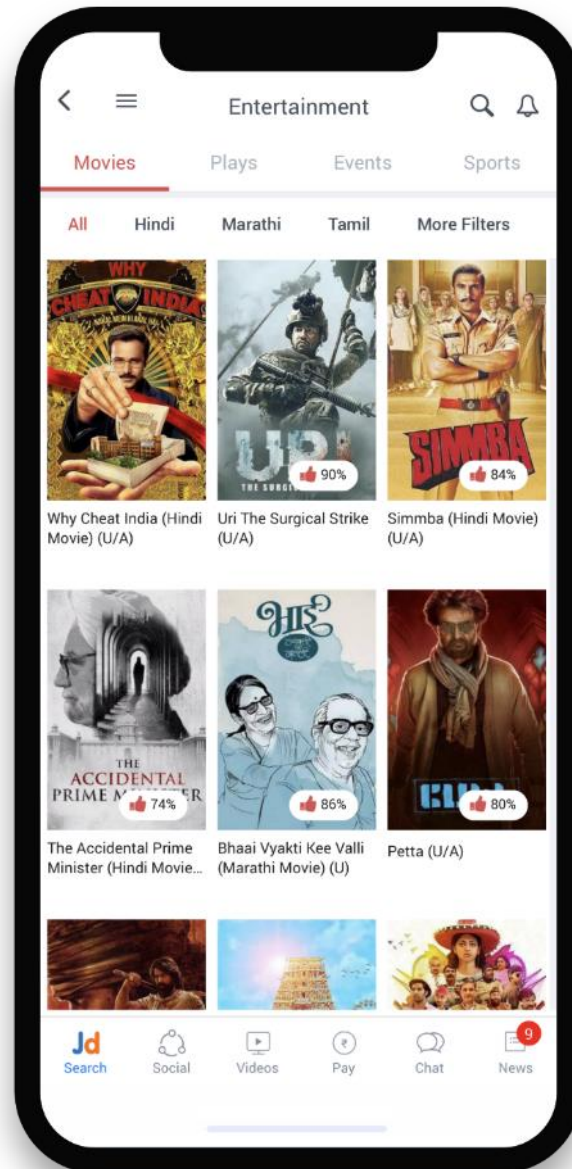 Entertainment
Movies Plays Events Sports
All Hindi Marathi Tamil More Filters
WHY
CHEAT INDIA
URI
THE SURGI
90%
SIMMBA
84%
Why Cheat India (Hindi
Movie) (U/A)
Uri The Surgical Strike
(U/A)
Simmba (Hindi Movie)
(U/A)
THE
ACCIDENTAL
PRIME M ER
74%
भाई
86%
80%
The Accidental Prime
Minister (Hindi Movie...
Bhaai Vyakti Kee Valli
(Marathi Movie) (U)
Petta (U/A)
Jd
9
Search Social Videos Pay Chat News